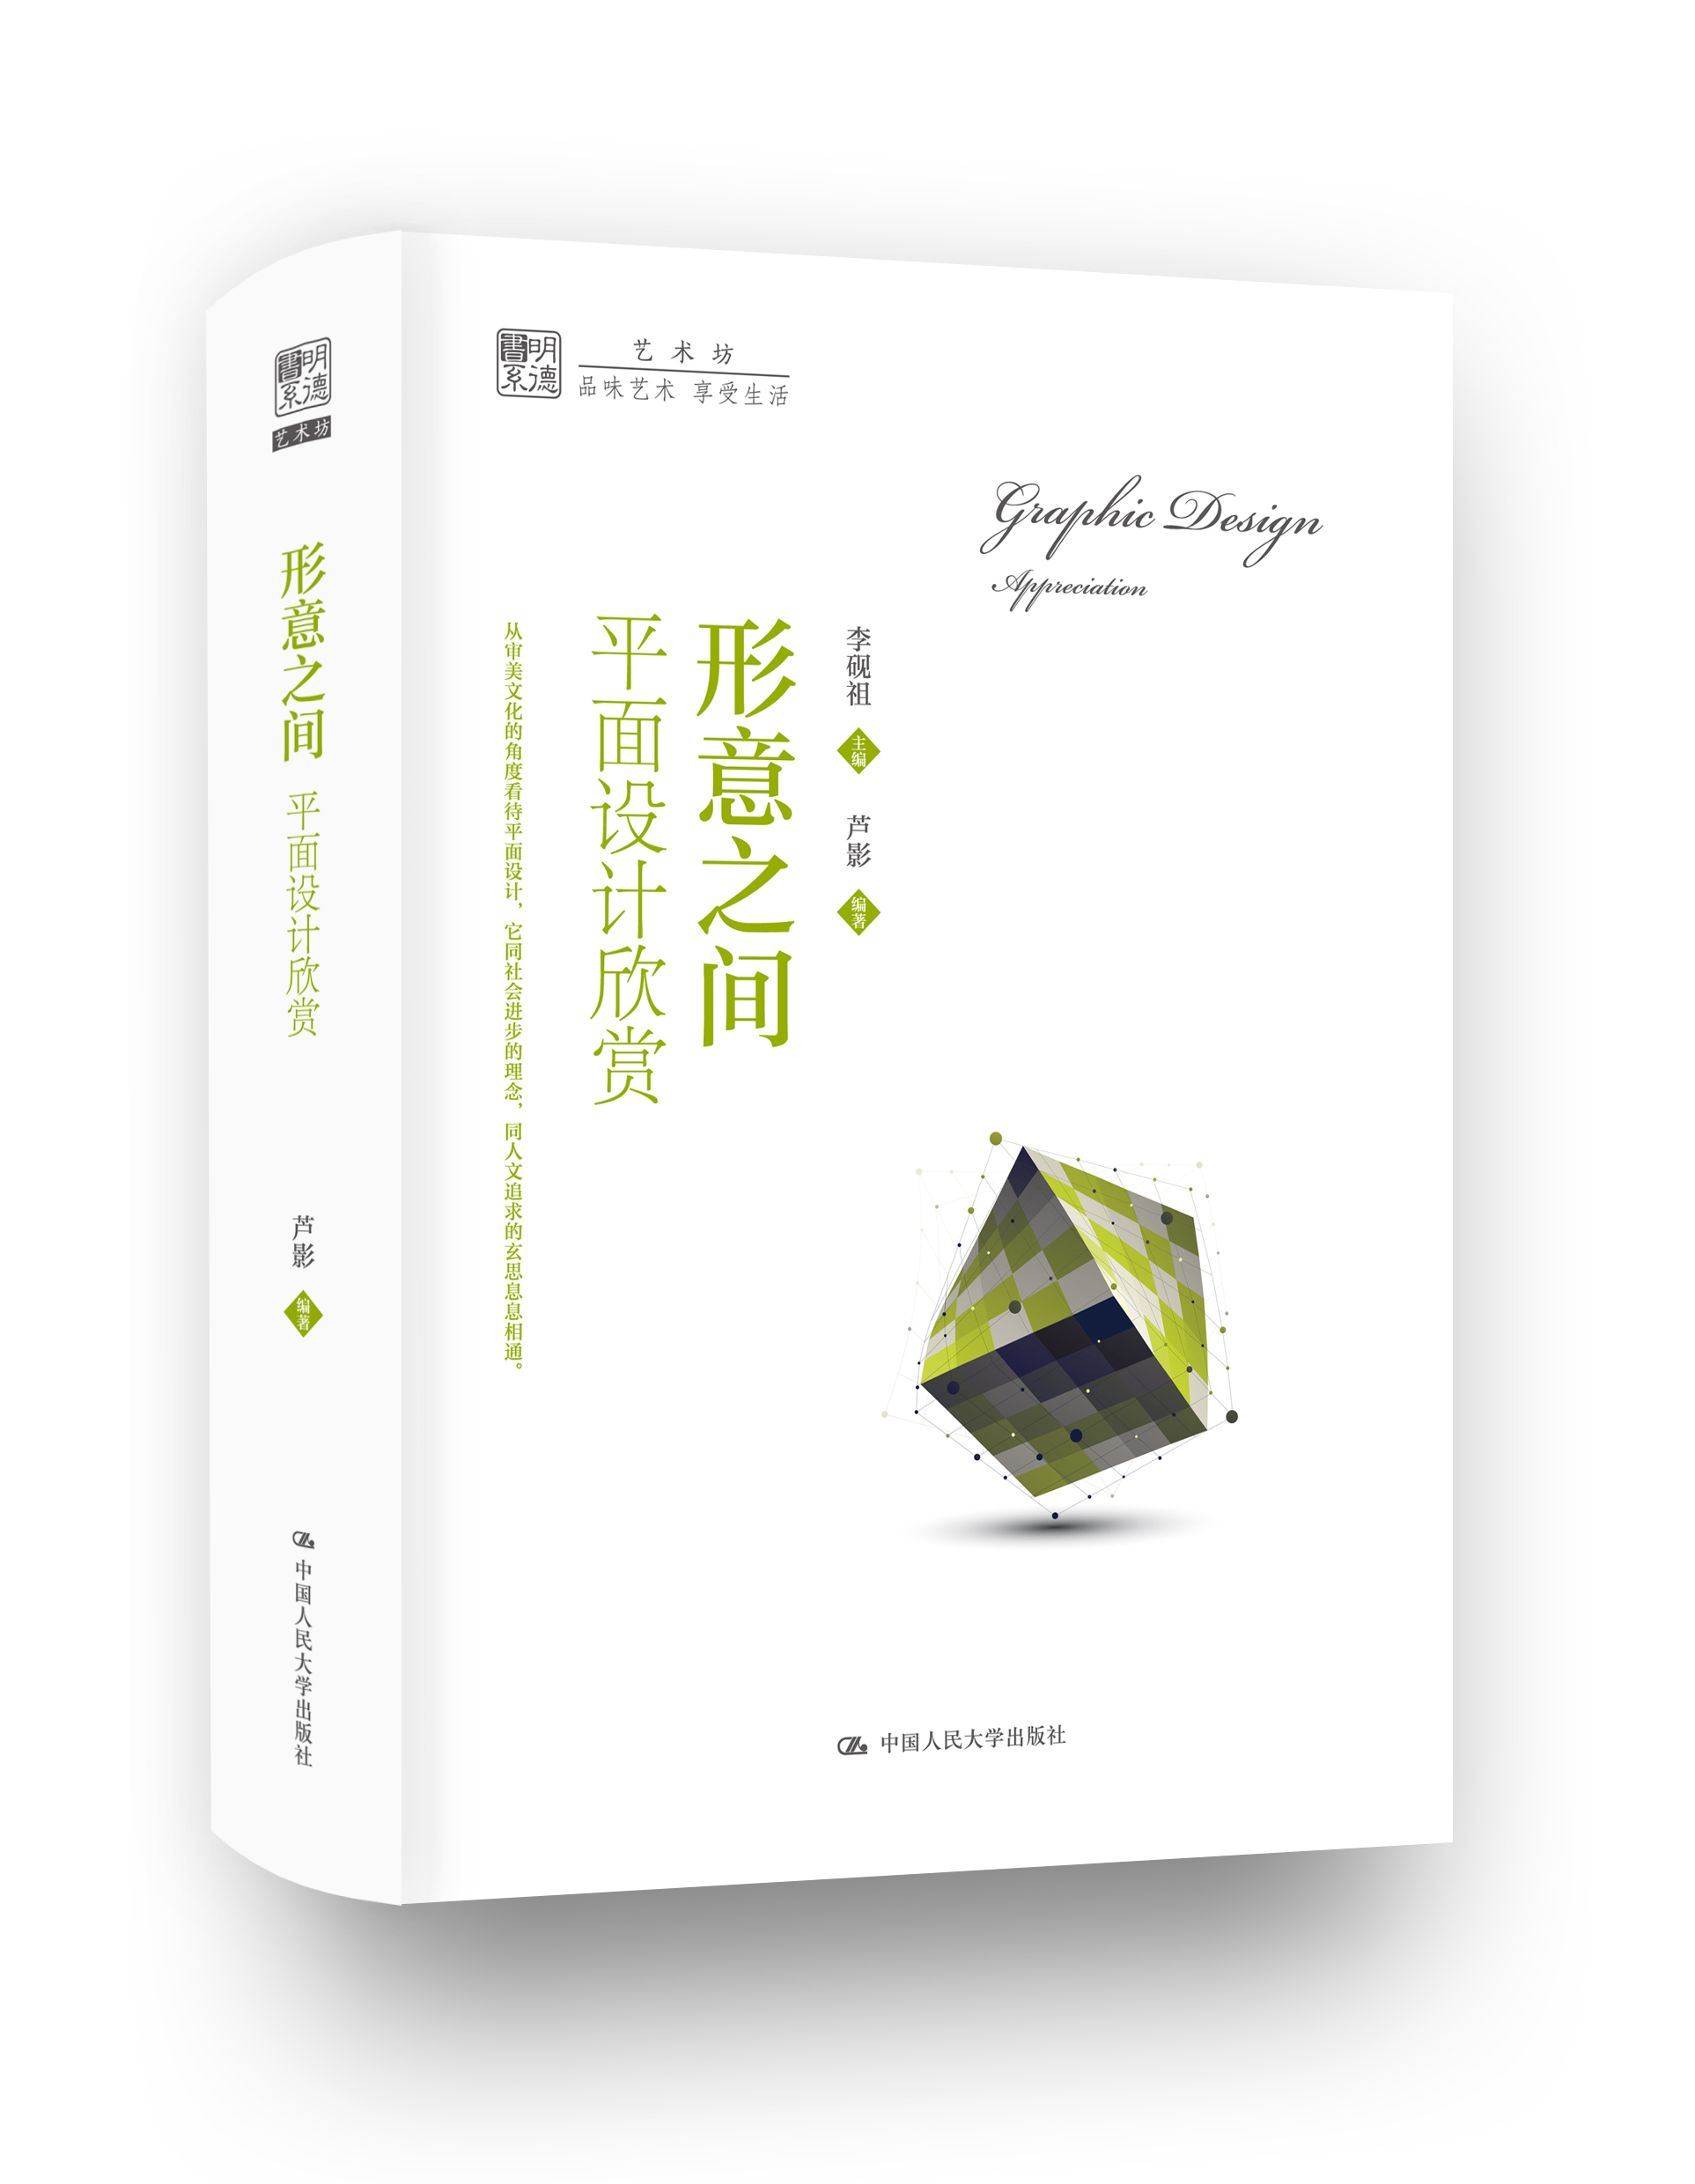 明德
書系
艺术坊
形意之间
平面设计欣赏
芦影
编著
中国人民大学出版社
明德
書系
艺术坊
品味艺术 享受生活
Graphic Design
Appreciation
李砚祖
主编
芦影
编著
形意之间
平面设计欣赏
从审美文化的角度看待平面设计，它同社会进步的理念，同人文追求的玄思息息相通。
中国人民大学出版社